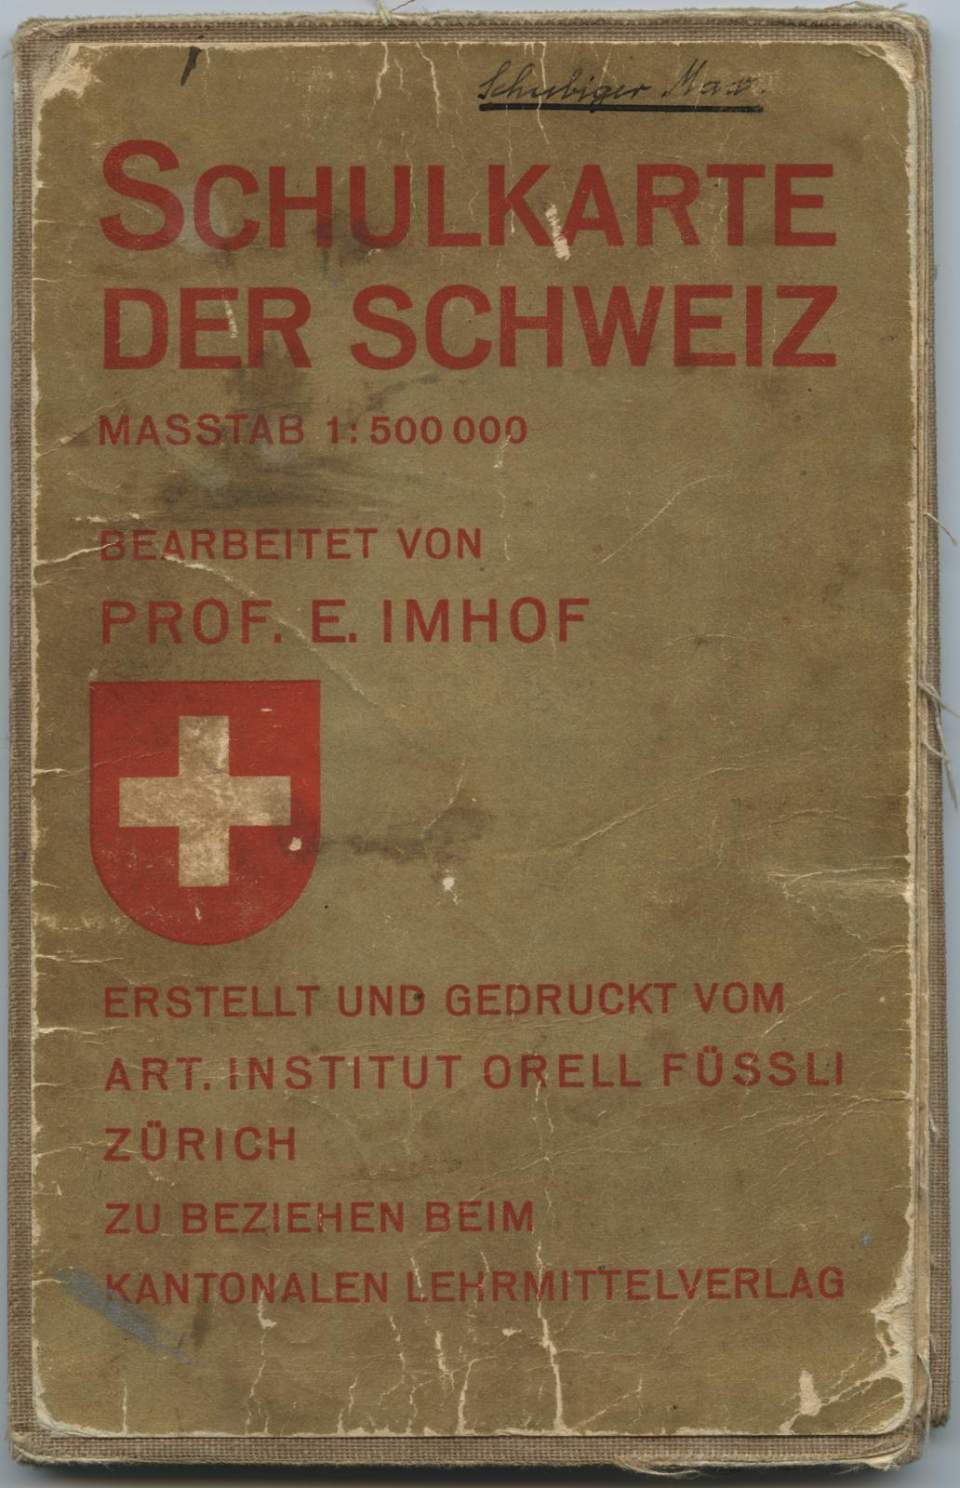 Schubiger Max.
SCHULKARTE
DER SCHWEIZ
MASSTAB 1:500 000
BEARBEITET VON
PROF. E. IMHOF
ERSTELLT UND GEDRUCKT VOM
ART. INSTITUT ORELL FÜSSLI
ZÜRICH
ZU BEZIEHEN BEIM
KANTONALEN LEHRMITTELVERLAG